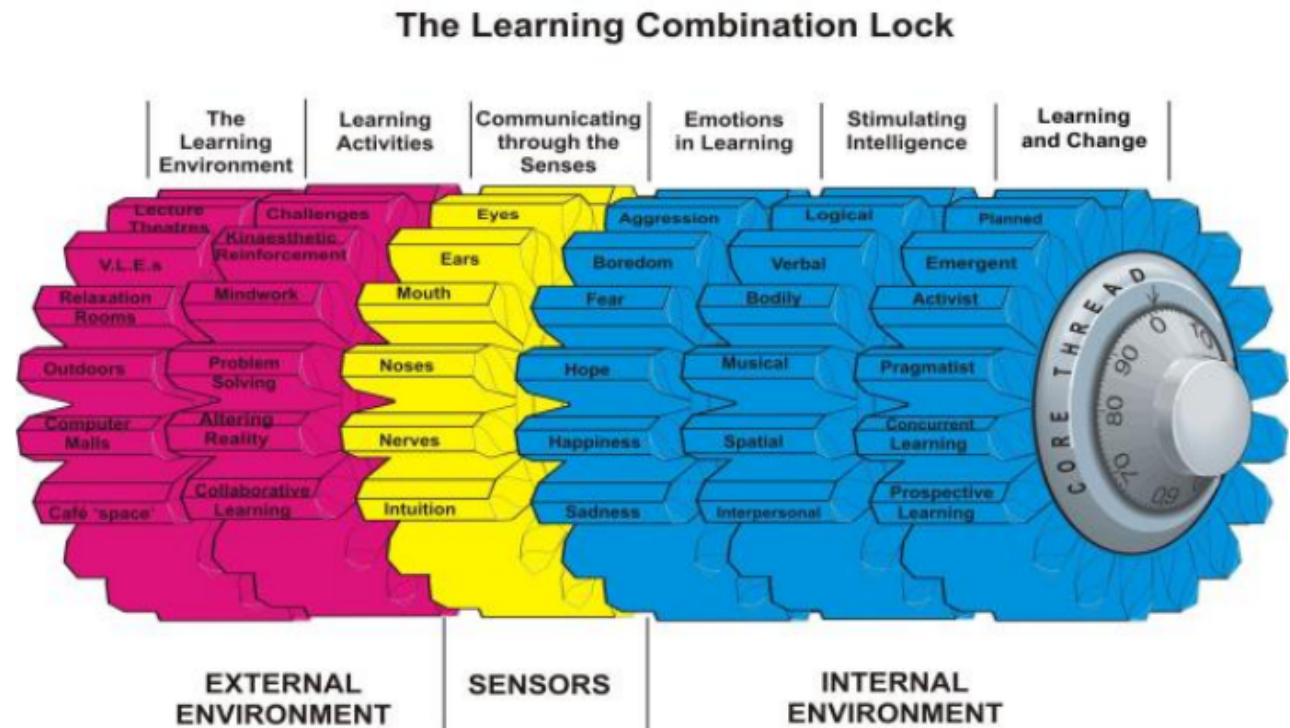 The Learning Combination Lock
The
Learning
Environment
Learning
Activities
Communicating
through the
Senses
Emotions
in Learning
Stimulating
Intelligence
Learning
and Change
Lecture
Theatres
Challenges
Eyes
Aggression
Logical
Planned
V.L.E.s
Kinaesthetic
Reinforcement
Ears
Boredom
Verbal
Emergent
Relaxation
Rooms
Mindwork
Mouth
Fear
Bodily
Activist
Outdoors
Problem
Solving
Noses
Hope
Musical
Pragmatist
Computer
Malls
Altering
Reality
Nerves
Happiness
Spatial
Concurrent
Learning
Café 'space'
Collaborative
Learning
Intuition
Sadness
Interpersonal
Prospective
Learning
CORE THREAD
0
90
80
70
60
EXTERNAL
ENVIRONMENT
SENSORS
INTERNAL
ENVIRONMENT